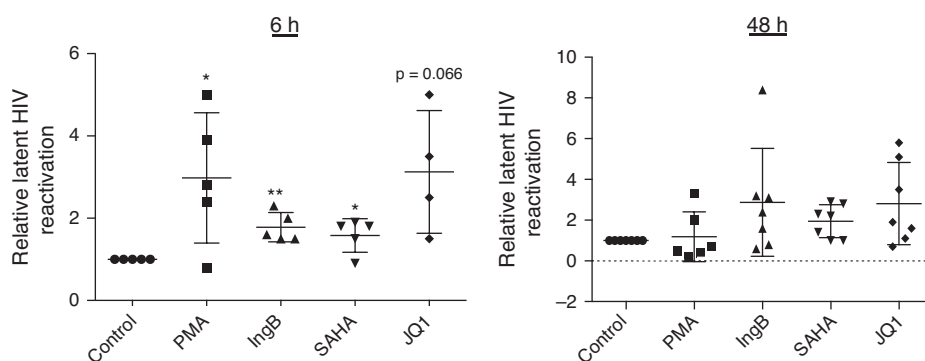 6 h
Relative latent HIV
reactivation
6
4
2
0
*
**
*
p = 0.066
Control
PMA
IngB
SAHA
JQ1
48 h
Relative latent HIV
reactivation
10
8
6
4
2
0
–2
Control
PMA
IngB
SAHA
JQ1